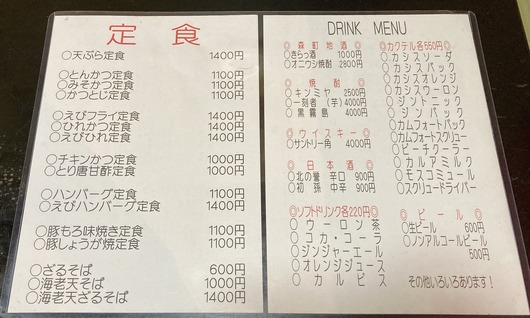 定食
○天ぷら定食 1400円
○とんかつ定食 1100円
○みそかつ定食 1100円
○かつとじ定食 1100円
○えびフライ定食 1400円
○ひれかつ定食 1400円
○えびひれ定食 1400円
○チキンかつ定食 1100円
○とり唐甘酢定食 1100円
○ハンバーグ定食 1100円
○えびハンバーグ定食 1400円
○豚もろ味焼き定食 1100円
○豚しょうが焼定食 1100円
○ざるそば 600円
○海老天そば 1000円
○海老天ざるそば 1400円
DRINK MENU
◎森町地酒◎
○きらっ酒 1000円
○オニウシ焼酎 2800円
◎焼酎◎
○キンミヤ 2500円
○一刻者(芋) 4000円
○黒霧島 4000円
◎ウイスキー◎
○サントリー角 4000円
◎日本酒◎
○北の誉 辛口 900円
○初孫 中辛 900円
◎ソフトドリンク各220円◎
○ウーロン茶
○コカ・コーラ
○ジンジャーエール
○オレンジジュース
○カルピス
◎カクテル各550円◎
○カシスソーダ
○カシスバック
○カシスオレンジ
○カシスウーロン
○ジントニック
○ジンバック
○カムフォートバック
○カムフォートスクリュー
○ピーチクーラー
○カルアミルク
○モスコミュール
○スクリュードライバー
◎ビール◎
○生ビール 600円
○ノンアルコールビール
500円
その他いろいろあります!